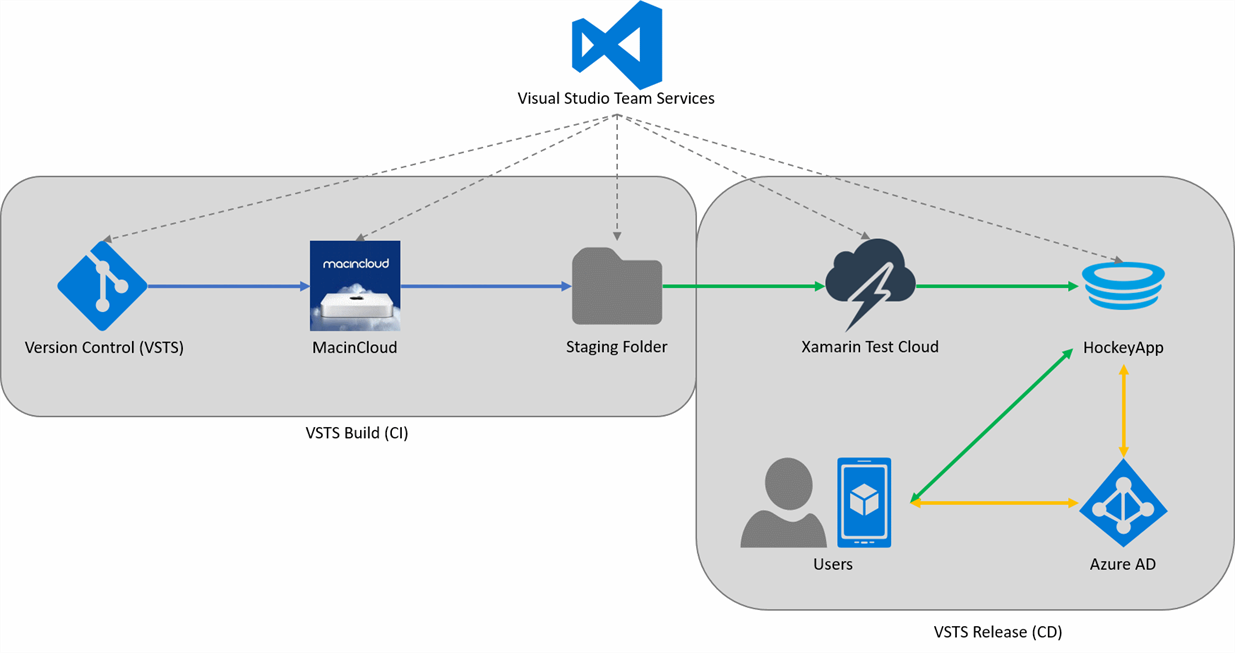 Visual Studio Team Services
macincloud
Version Control (VSTS)
MacinCloud
Staging Folder
Xamarin Test Cloud
HockeyApp
VSTS Build (CI)
Users
Azure AD
VSTS Release (CD)